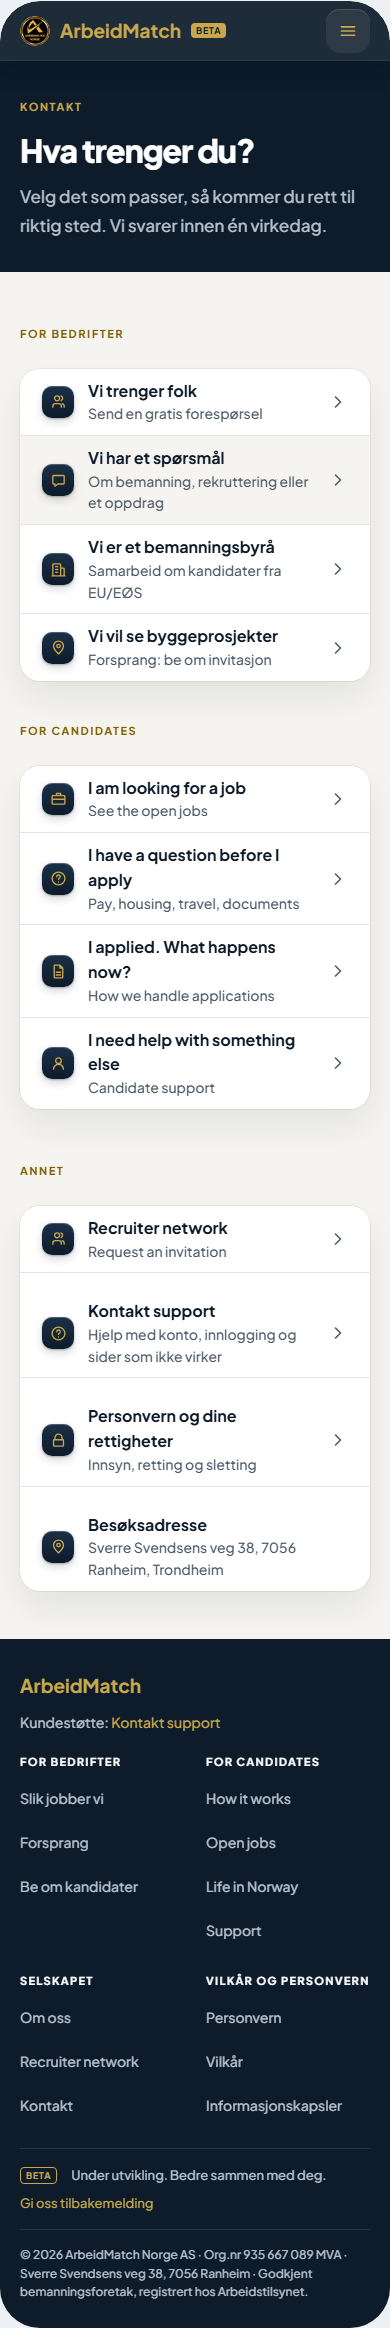 ArbeidMatch BETA
KONTAKT
Hva trenger du?
Velg det som passer, så kommer du rett til
riktig sted. Vi svarer innen én virkedag.
FOR BEDRIFTER
Vi trenger folk
Send en gratis forespørsel
Vi har et spørsmål
Om bemanning, rekruttering eller
et oppdrag
Vi er et bemanningsbyrå
Samarbeid om kandidater fra
EU/EØS
Vi vil se byggeprosjekter
Forsprang: be om invitasjon
FOR CANDIDATES
I am looking for a job
See the open jobs
I have a question before I
apply
Pay, housing, travel, documents
I applied. What happens
now?
How we handle applications
I need help with something
else
Candidate support
ANNET
Recruiter network
Request an invitation
Kontakt support
Hjelp med konto, innlogging og
sider som ikke virker
Personvern og dine
rettigheter
Innsyn, retting og sletting
Besøksadresse
Sverre Svendsens veg 38, 7056
Ranheim, Trondheim
ArbeidMatch
Kundestøtte: Kontakt support
FOR BEDRIFTER
Slik jobber vi
Forsprang
Be om kandidater
FOR CANDIDATES
How it works
Open jobs
Life in Norway
Support
SELSKAPET
Om oss
Recruiter network
Kontakt
VILKÅR OG PERSONVERN
Personvern
Vilkår
Informasjonskapsler
BETA Under utvikling. Bedre sammen med deg.
Gi oss tilbakemelding
© 2026 ArbeidMatch Norge AS · Org.nr 935 667 089 MVA ·
Sverre Svendsens veg 38, 7056 Ranheim · Godkjent
bemanningsforetak, registrert hos Arbeidstilsynet.